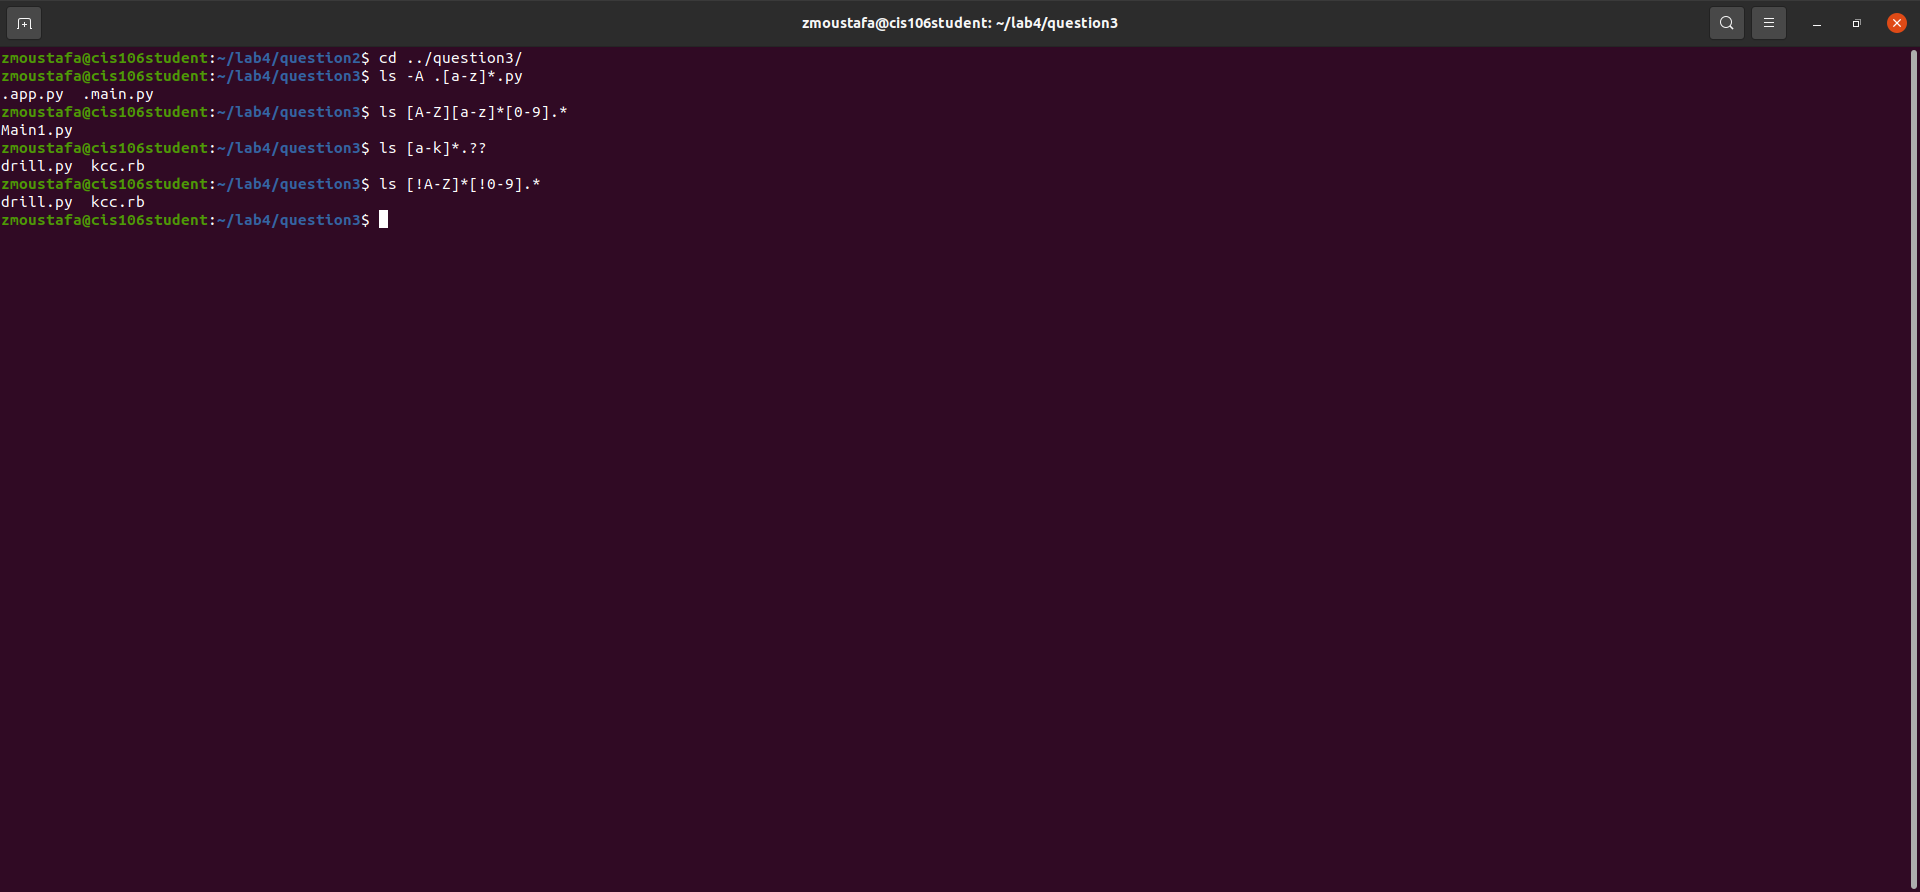 zmoustafa@cis106student: ~/lab4/question3
zmoustafa@cis106student:~/lab4/question2$ cd ../question3/
zmoustafa@cis106student:~/lab4/question3$ ls -A .[a-z]*.py
.app.py  .main.py
zmoustafa@cis106student:~/lab4/question3$ ls [A-Z][a-z]*[0-9].*
Main1.py
zmoustafa@cis106student:~/lab4/question3$ ls [a-k]*.??
drill.py  kcc.rb
zmoustafa@cis106student:~/lab4/question3$ ls [!A-Z]*[!0-9].*
drill.py  kcc.rb
zmoustafa@cis106student:~/lab4/question3$